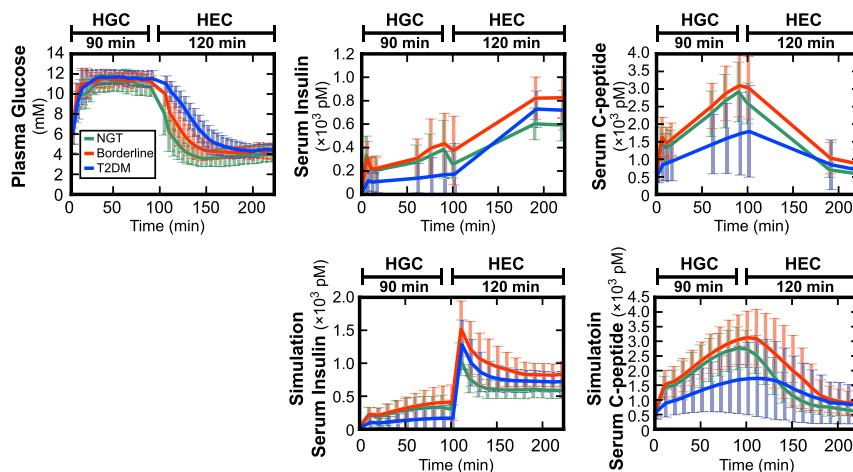 HGC HEC
90 min 120 min
Plasma Glucose
(mM)
14
12
10
8
6
4
2
0
NGT
Borderline
T2DM
0 50 100 150 200
Time (min)
HGC HEC
90 min 120 min
Serum Insulin
(×10³ pM)
1.0
1.2
0.8
0.6
0.4
0.2
0
0 50 100 150 200
Time (min)
HGC HEC
90 min 120 min
Serum C-peptide
(×10³ pM)
4.0
3.5
3.0
2.5
2.0
1.5
1.0
0.5
0
0 50 100 150 200
Time (min)
HGC HEC
90 min 120 min
Simulation
Serum Insulin (×10³ pM)
2.0
1.5
1.0
0.5
0
0 50 100 150 200
Time (min)
HGC HEC
90 min 120 min
Simulatoin
Serum C-peptide (×10³ pM)
4.5
4.0
3.5
3.0
2.5
2.0
1.5
1.0
0.5
0
0 50 100 150 200
Time (min)